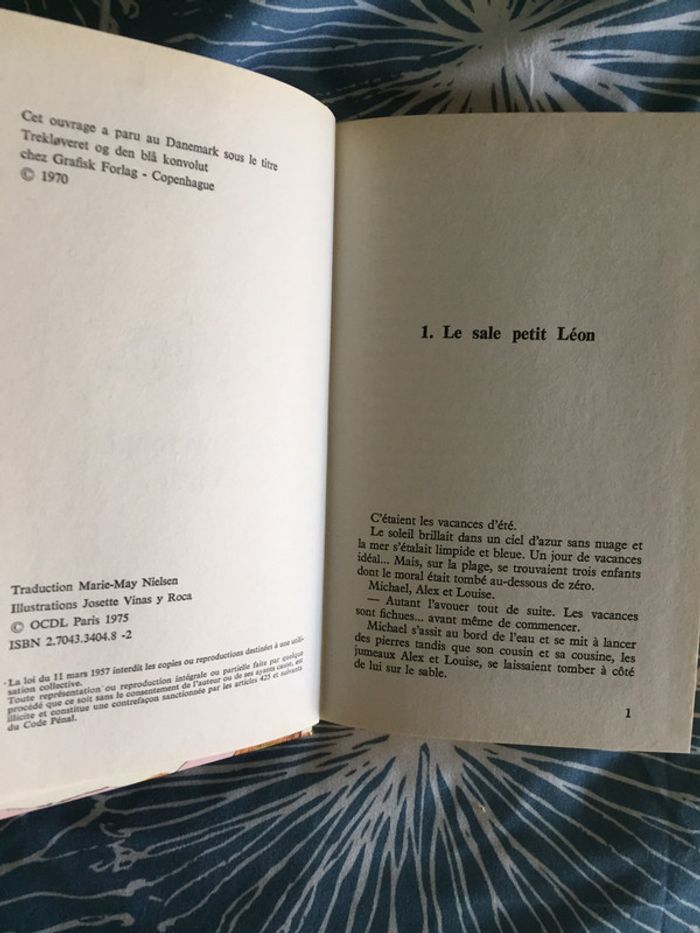 Cet ouvrage a paru au Danemark sous le titre
Trekløveret og den blå konvolut
chez Grafisk Forlag - Copenhague
© 1970
Traduction Marie-May Nielsen
Illustrations Josette Vinas y Roca
© OCDL Paris 1975
ISBN 2.7043.3404.8 -2
La loi du 11 mars 1957 interdit les copies ou reproductions destinées à une utili-
sation collective.
Toute représentation ou reproduction intégrale ou partielle faite par quelque
procédé que ce soit sans le consentement de l'auteur ou de ses ayants cause, est
illicite et constitue une contrefaçon sanctionnée par les articles 425 et suivants
du Code Pénal.
1. Le sale petit Léon
C'étaient les vacances d'été.
Le soleil brillait dans un ciel d'azur sans nuage et
la mer s'étalait limpide et bleue. Un jour de vacances
idéal... Mais, sur la plage, se trouvaient trois enfants
dont le moral était tombé au-dessous de zéro.
Michael, Alex et Louise.
— Autant l'avouer tout de suite. Les vacances
sont fichues... avant même de commencer.
Michael s'assit au bord de l'eau et se mit à lancer
des pierres tandis que son cousin et sa cousine, les
jumeaux Alex et Louise, se laissaient tomber à côté
de lui sur le sable.
1